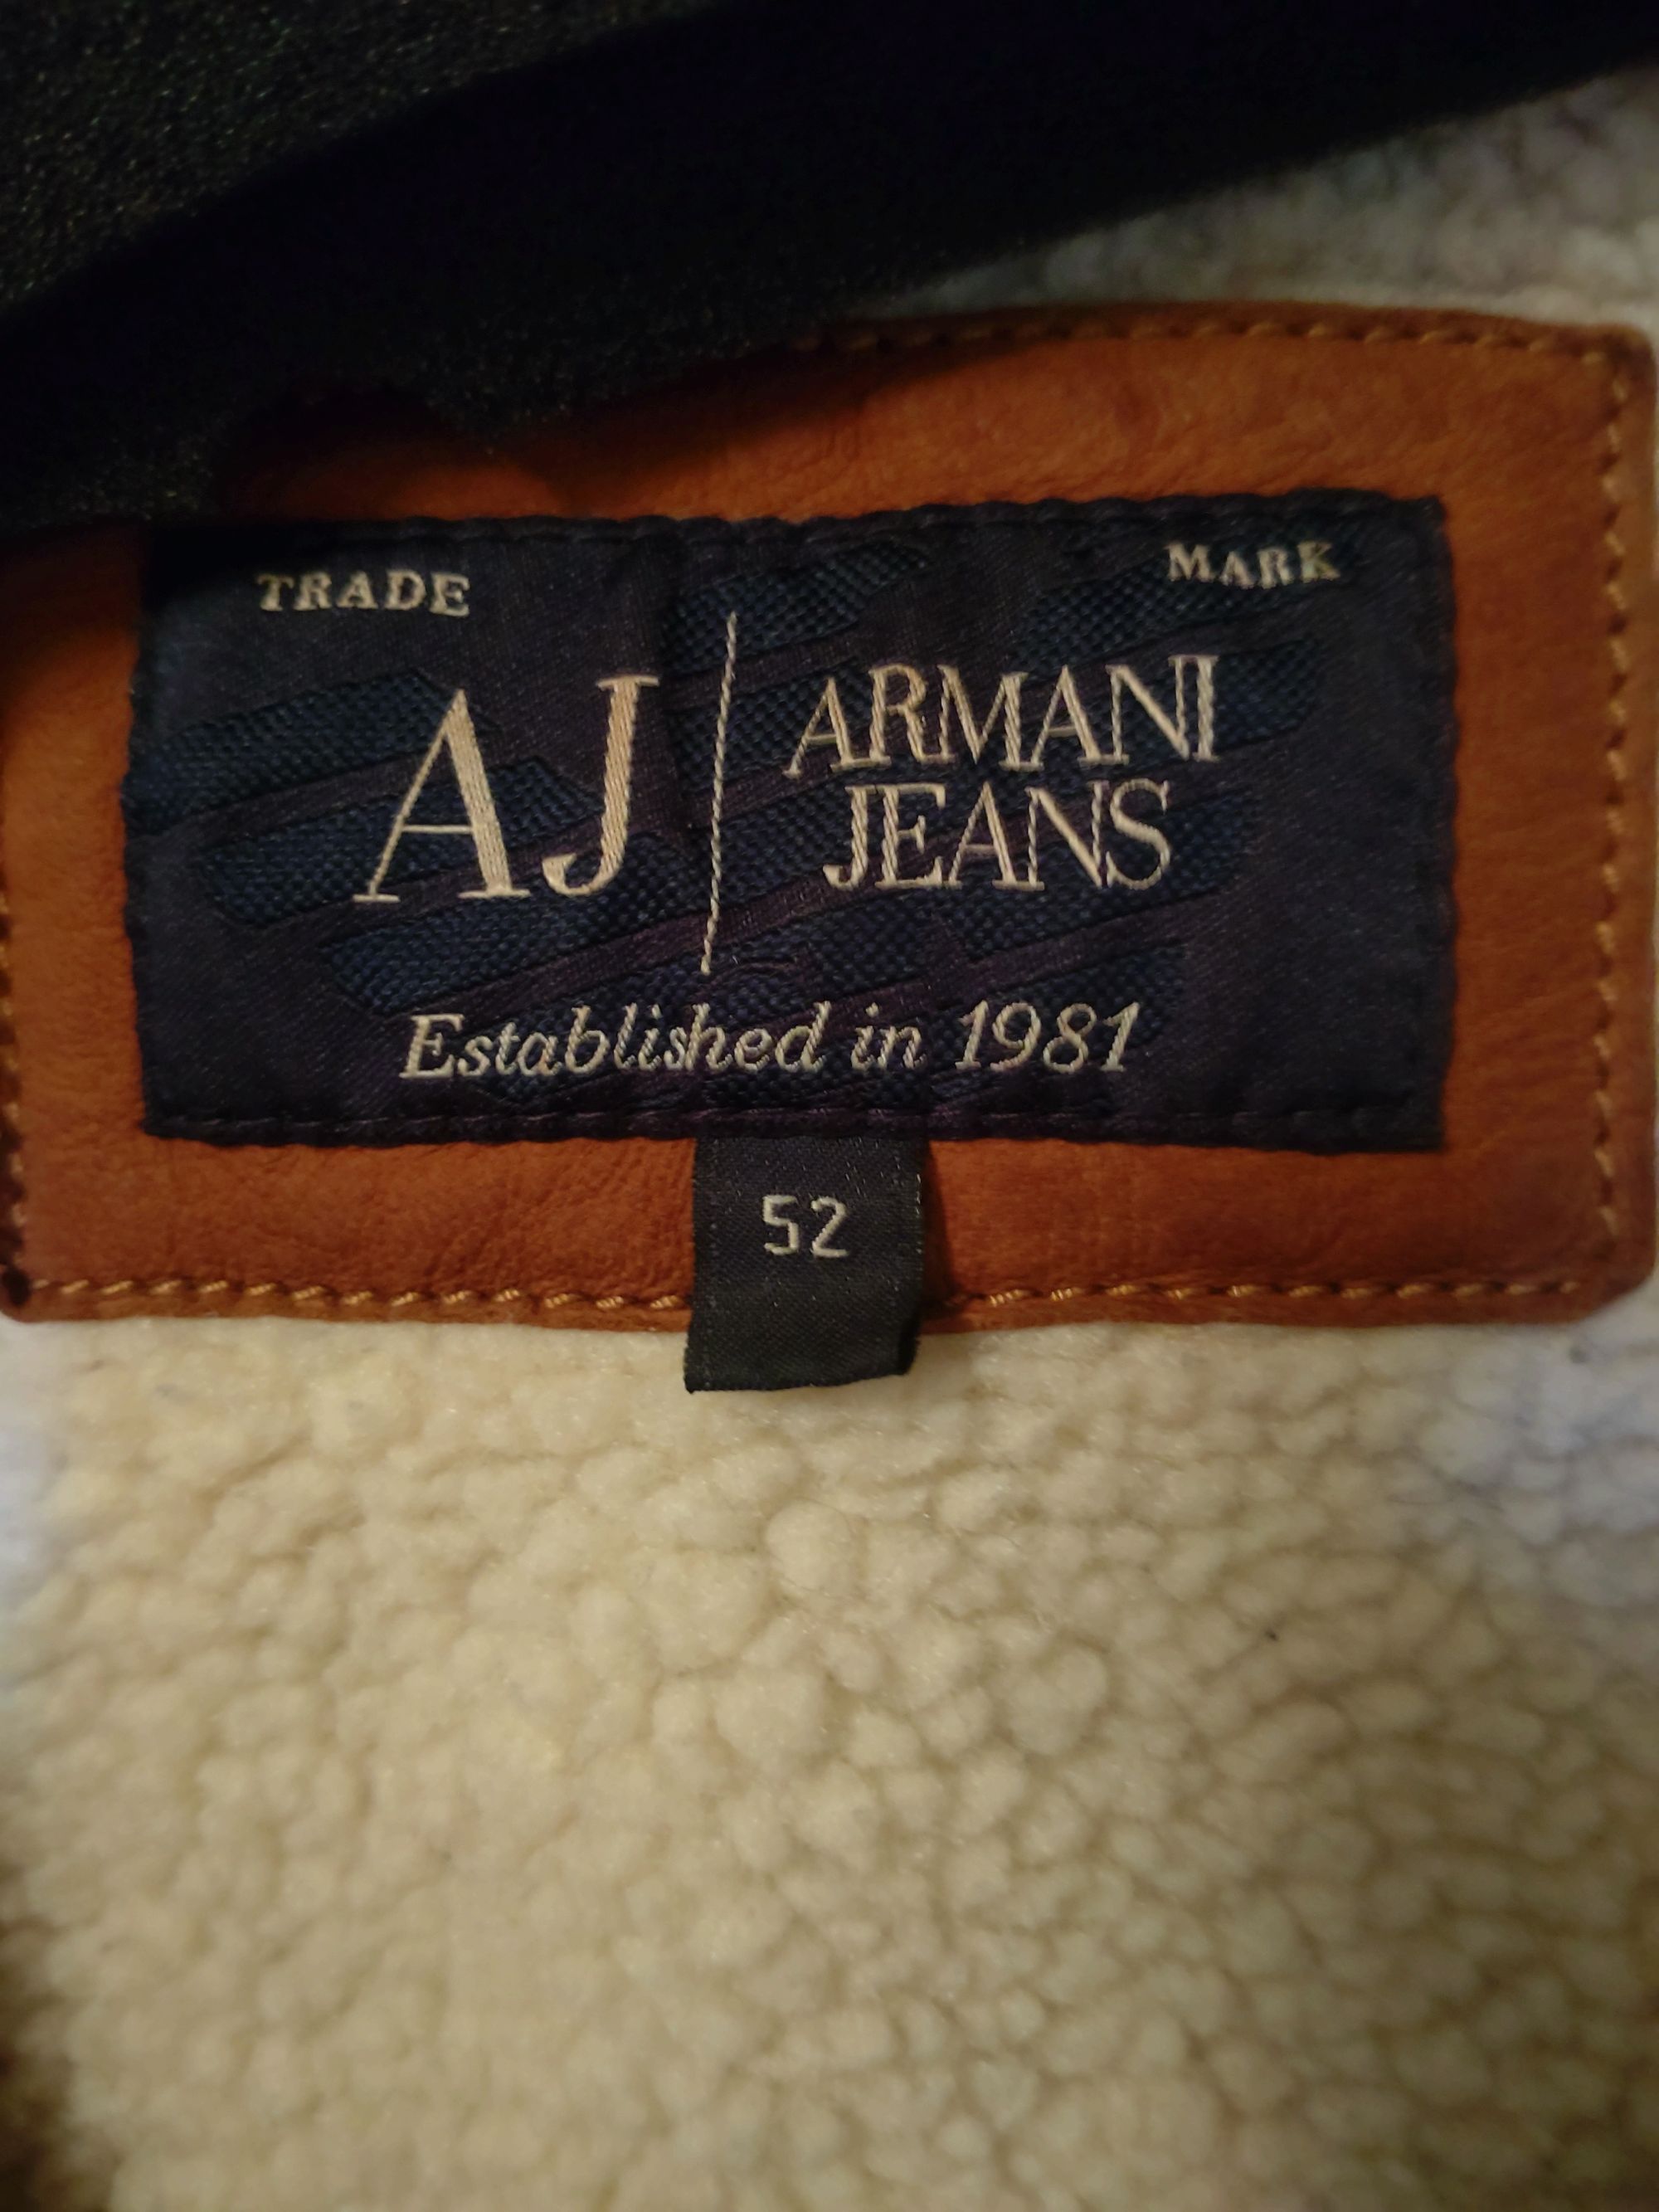 TRADE MARK
AJ ARMANI
JEANS
Established in 1981
52